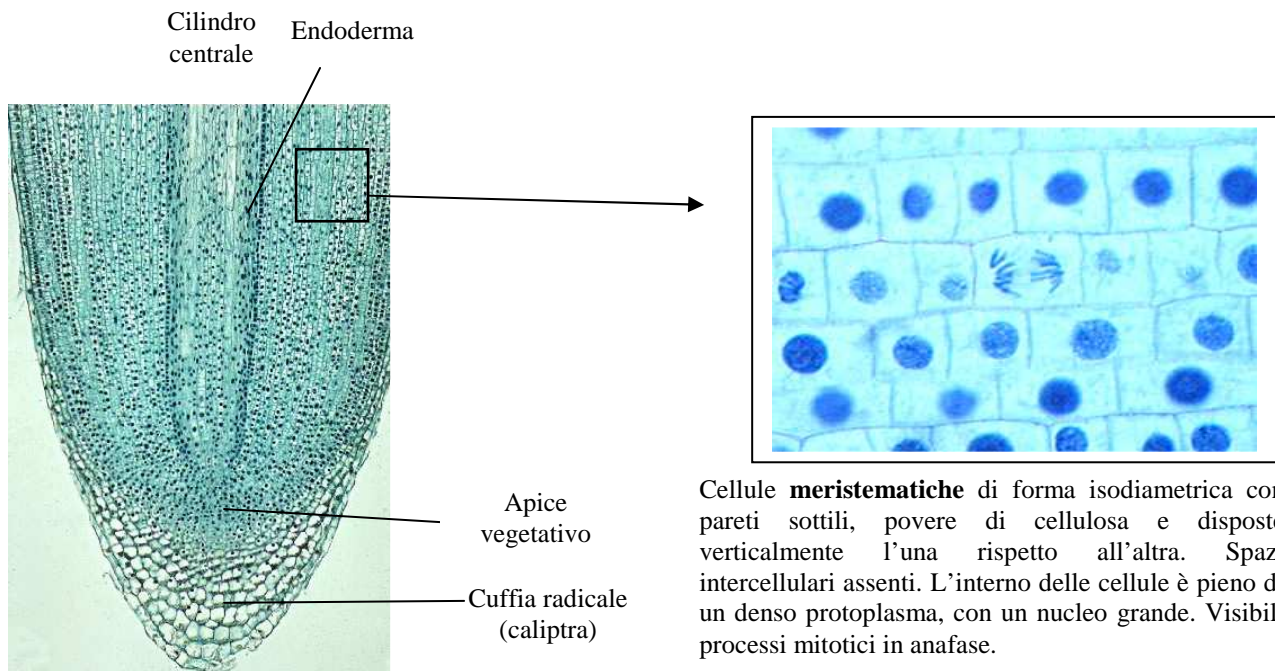 Cilindro
centrale
Endoderma
Apice
vegetativo
Cuffia radicale
(caliptra)
Cellule meristematiche di forma isodiametrica con
pareti sottili, povere di cellulosa e disposte
verticalmente l’una rispetto all’altra. Spazi
intercellulari assenti. L’interno delle cellule è pieno di
un denso protoplasma, con un nucleo grande. Visibili
processi mitotici in anafase.